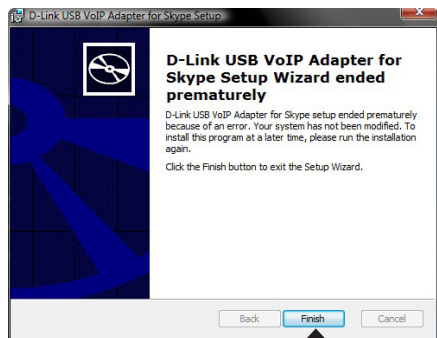 D-Link USB VoIP Adapter for Skype Setup
D-Link USB VoIP Adapter for
Skype Setup Wizard ended
prematurely
D-Link USB VoIP Adapter for Skype setup ended prematurely
because of an error. Your system has not been modified. To
install this program at a later time, please run the installation
again.
Click the Finish button to exit the Setup Wizard.
Back Finish Cancel